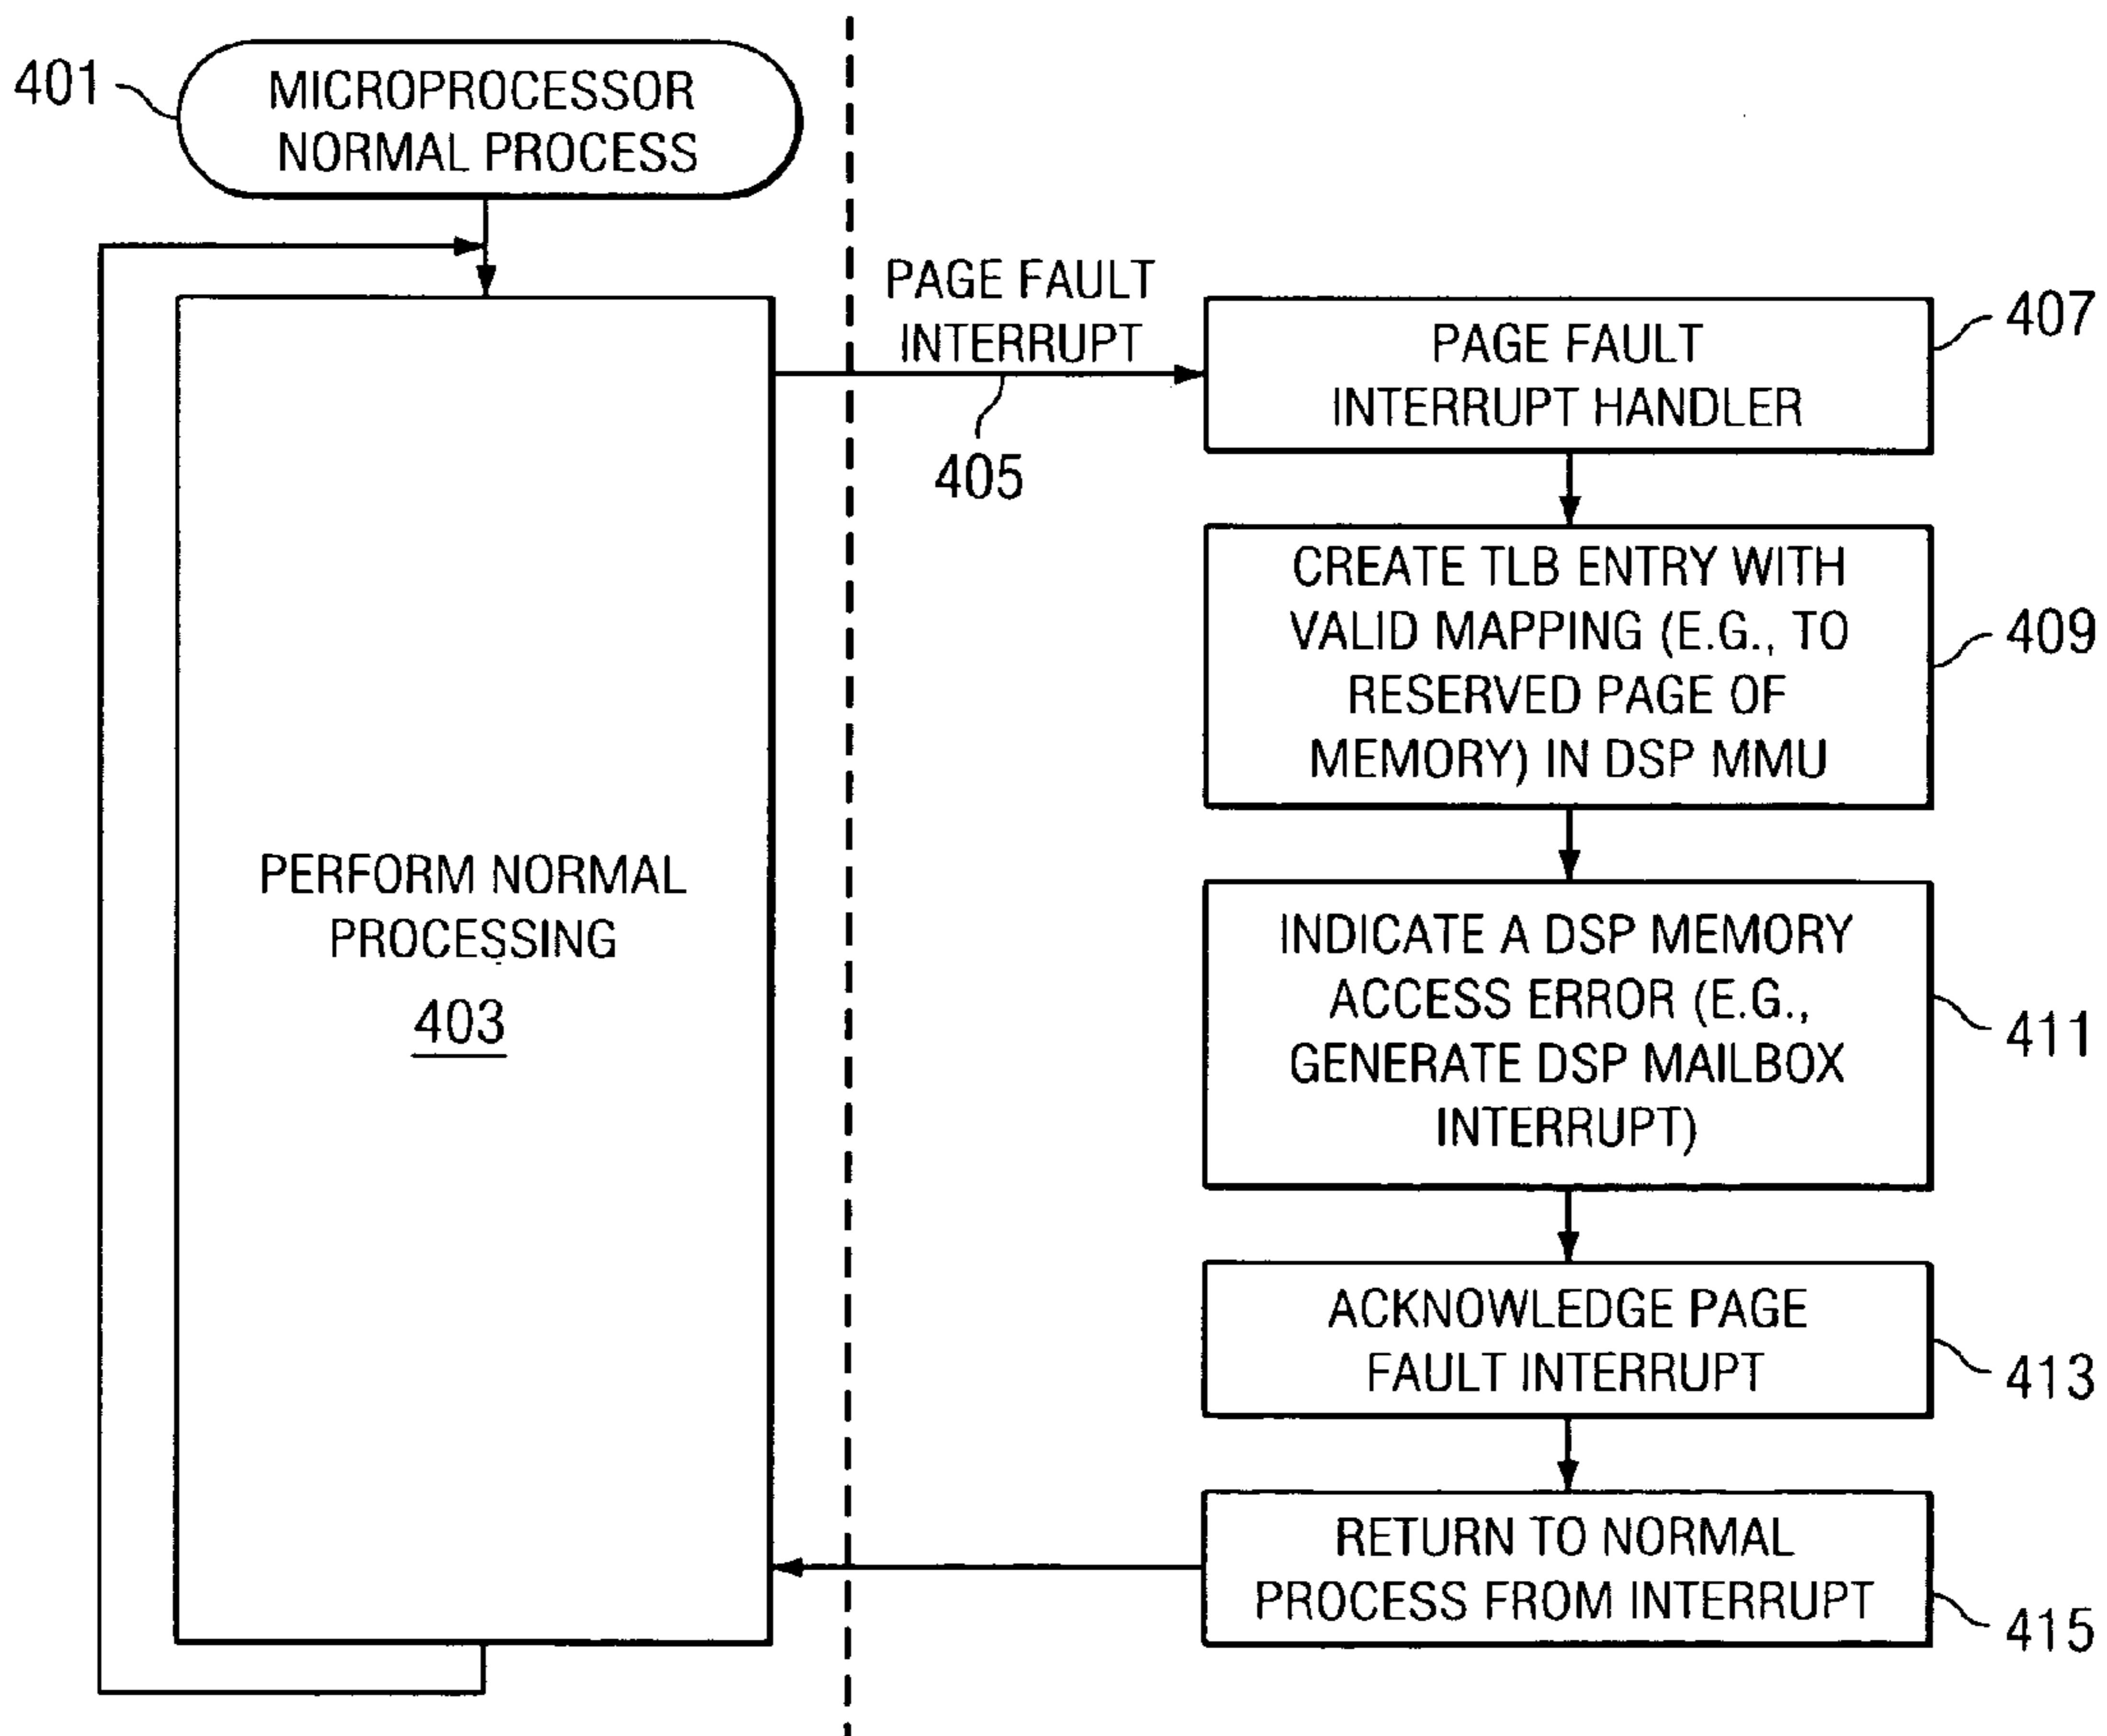 401
MICROPROCESSOR
NORMAL PROCESS
PERFORM NORMAL
PROCESSING
403
PAGE FAULT
INTERRUPT
405
PAGE FAULT
INTERRUPT HANDLER
407
CREATE TLB ENTRY WITH
VALID MAPPING (E.G., TO
RESERVED PAGE OF
MEMORY) IN DSP MMU
409
INDICATE A DSP MEMORY
ACCESS ERROR (E.G.,
GENERATE DSP MAILBOX
INTERRUPT)
411
ACKNOWLEDGE PAGE
FAULT INTERRUPT
413
RETURN TO NORMAL
PROCESS FROM INTERRUPT
415